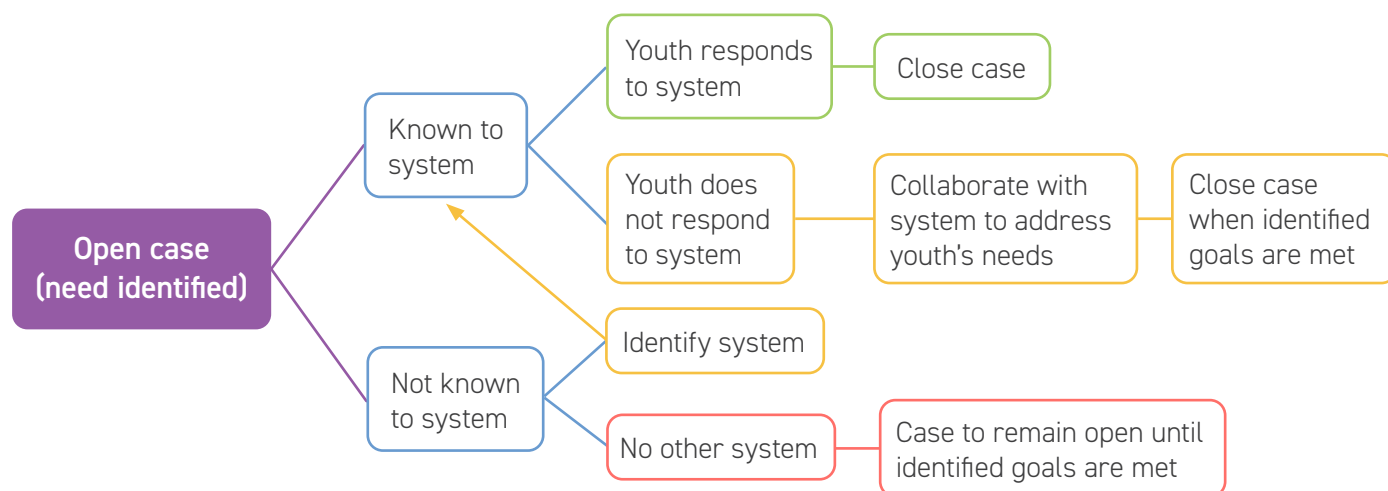 Open case
(need identified)
Known to
system
Youth responds
to system
Close case
Youth does
not respond
to system
Collaborate with
system to address
youth's needs
Close case
when identified
goals are met
Not known
to system
Identify system
No other system
Case to remain open until
identified goals are met